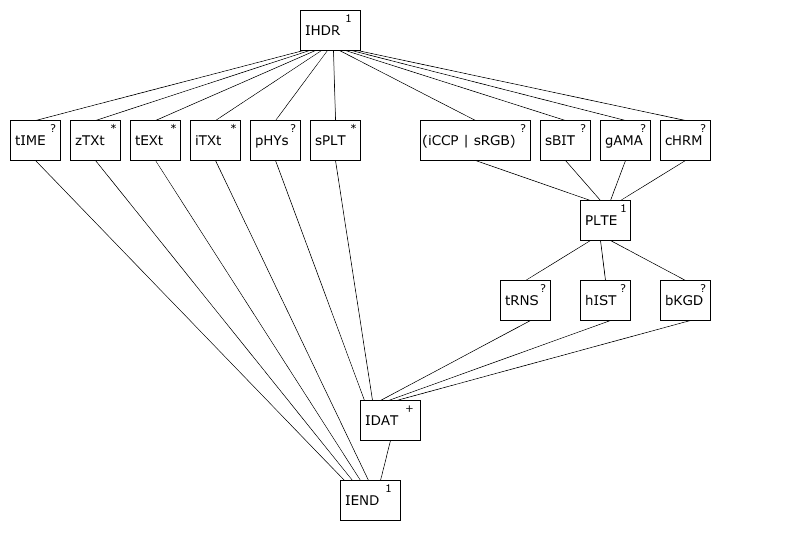 IHDR 1
tIME ? zTXt * tEXt * iTXt * pHYs ? sPLT * (iCCP | sRGB) ? sBIT ? gAMA ? cHRM ?
PLTE 1
tRNS ? hIST ? bKGD ?
IDAT +
IEND 1